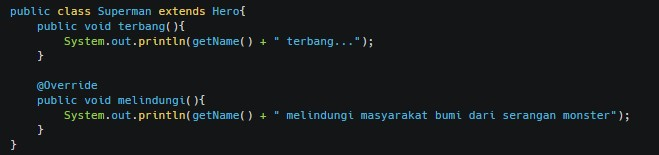 public class Superman extends Hero{
    public void terbang(){
        System.out.println(getName() + " terbang...");
    }

    @Override
    public void melindungi(){
        System.out.println(getName() + " melindungi masyarakat bumi dari serangan monster");
    }
}